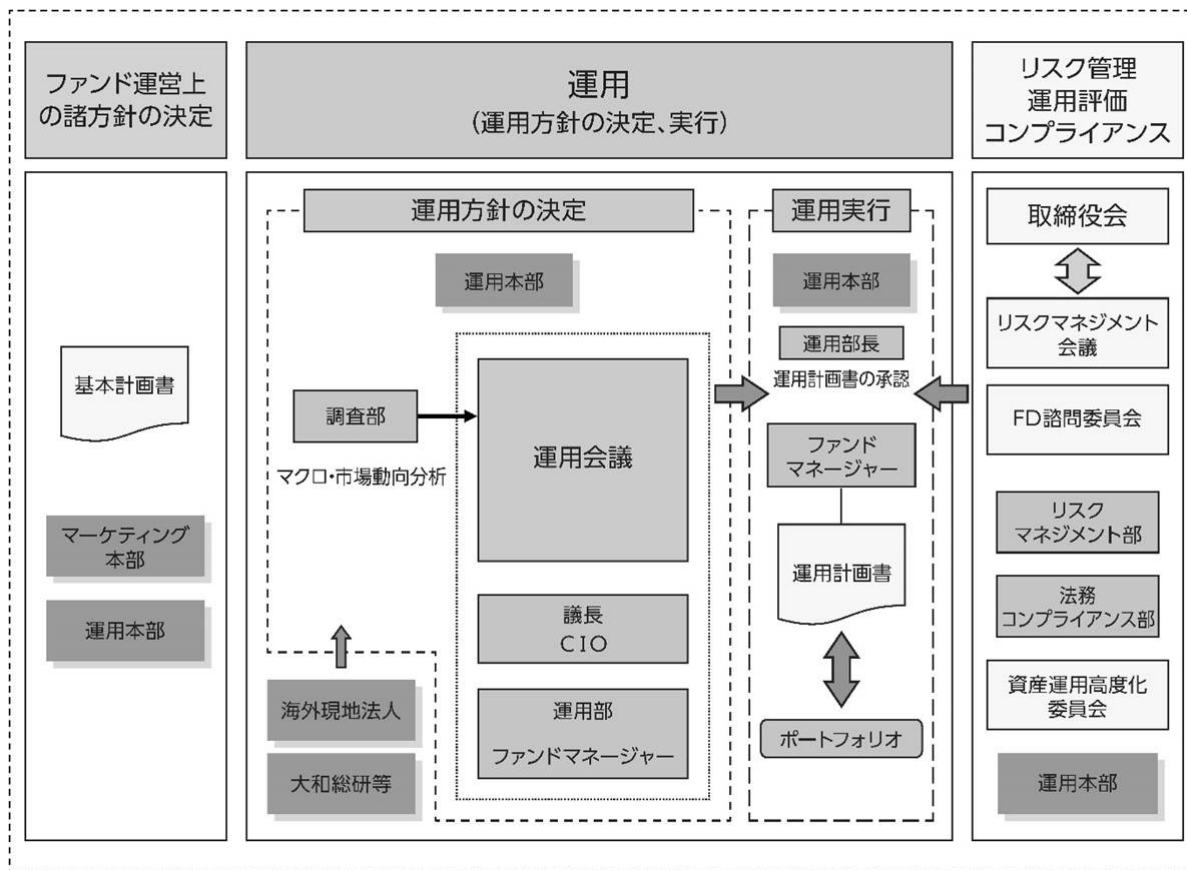 ファンド運営上
の諸方針の決定
運用
(運用方針の決定、実行)
リスク管理
運用評価
コンプライアンス
基本計画書
マーケティング
本部
運用本部
運用方針の決定
運用本部
調査部
マクロ・市場動向分析
運用会議
議長
CIO
運用部
ファンドマネージャー
海外現地法人
大和総研等
運用実行
運用本部
運用部長
運用計画書の承認
ファンド
マネージャー
運用計画書
ポートフォリオ
取締役会
リスクマネジメント
会議
FD諮問委員会
リスク
マネジメント部
法務
コンプライアンス部
資産運用高度化
委員会
運用本部